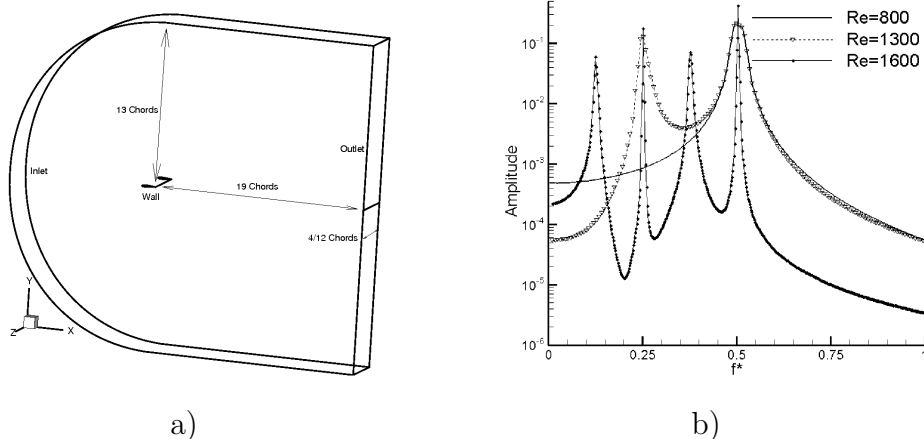 13 Chords
Inlet
Outlet
19 Chords
Wall
4/12 Chords
Y
Z
X
a)
Re=800
Re=1300
Re=1600
Amplitude
10-1
10-2
10-3
10-4
10-5
10-6
0
0.25
0.5
0.75
1
f*
b)